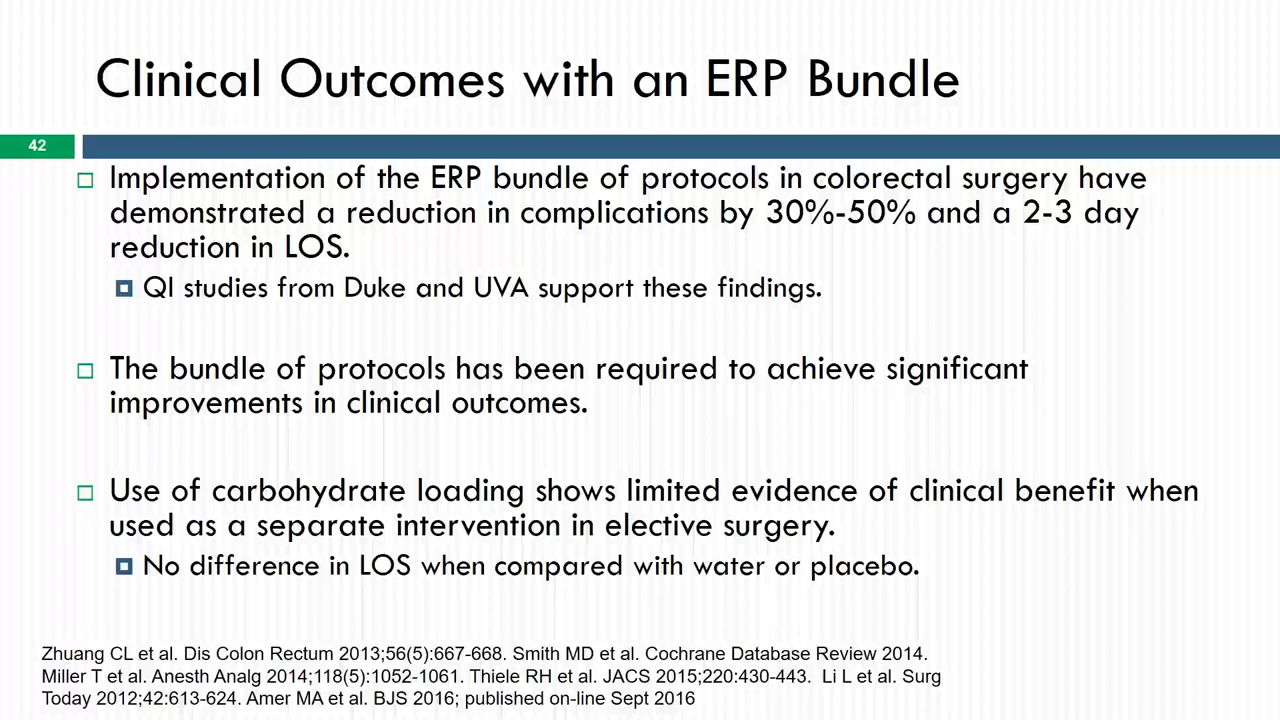 Clinical Outcomes with an ERP Bundle
42
Implementation of the ERP bundle of protocols in colorectal surgery have
demonstrated a reduction in complications by 30%-50% and a 2-3 day
reduction in LOS.
QI studies from Duke and UVA support these findings.
The bundle of protocols has been required to achieve significant
improvements in clinical outcomes.
Use of carbohydrate loading shows limited evidence of clinical benefit when
used as a separate intervention in elective surgery.
No difference in LOS when compared with water or placebo.
Zhuang CL et al. Dis Colon Rectum 2013;56(5):667-668. Smith MD et al. Cochrane Database Review 2014.
Miller T et al. Anesth Analg 2014;118(5):1052-1061. Thiele RH et al. JACS 2015;220:430-443. Li L et al. Surg
Today 2012;42:613-624. Amer MA et al. BJS 2016; published on-line Sept 2016